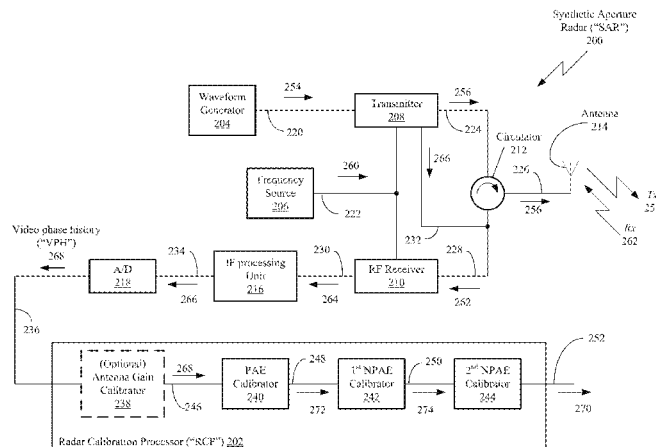 Synthetic Aperture
Radar ("SAR")
200
Waveform
Generator
204
254
220
Transmitter
208
256
224
Antenna
214
Circulator
212
Frequency
Source
206
260
222
266
226
256
Rx
262
232
Video phase history
("VPH")
268
A/D
218
234
266
IF processing
Unit
216
230
264
RF Receiver
210
228
262
236
(Optional)
Antenna Gain
Calibrator
238
268
246
PAE
Calibrator
240
248
272
1st NPAE
Calibrator
242
250
274
2nd NPAE
Calibrator
244
252
270
Radar Calibration Processor ("RCP") 202